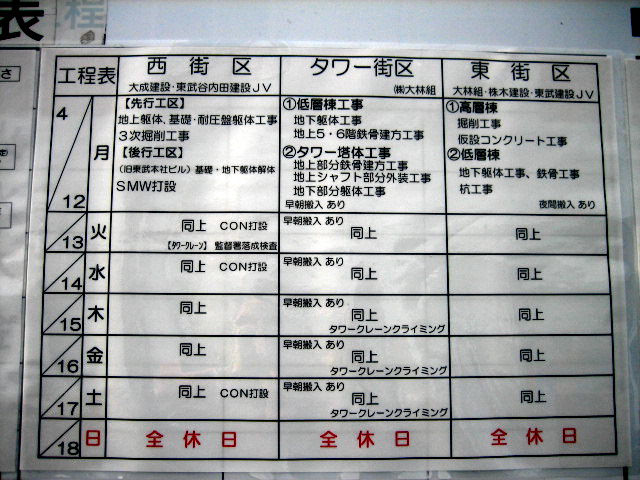 表 程
工程表 西街区 タワー街区 東街区
大成建設・東武谷内田建設JV ㈱大林組 大林組・株木建設・東武建設JV
4
12
月
【先行工区】
地上躯体、基礎・耐圧盤躯体工事
3次掘削工事
【後行工区】
(旧東武本社ビル)基礎・地下躯体解体
SMW打設
①低層棟工事
地下躯体工事
地上5・6階鉄骨建方工事
②タワー塔体工事
地上部分鉄骨建方工事
地上シャフト部分外装工事
地下部分躯体工事
早朝搬入 あり
①高層棟
掘削工事
仮設コンクリート工事
②低層棟
地下躯体工事、鉄骨工事
杭工事
夜間搬入 あり
13 火
同上 CON打設
【タワークレーン】 監督署落成検査
早朝搬入 あり
同上
同上
14 水
同上 CON打設
早朝搬入 あり
同上
同上
15 木
同上
早朝搬入 あり
同上
タワークレーンクライミング
同上
16 金
同上
早朝搬入 あり
同上
タワークレーンクライミング
同上
17 土
同上 CON打設
早朝搬入 あり
同上
タワークレーンクライミング
同上
18 日 全休日 全休日 全休日